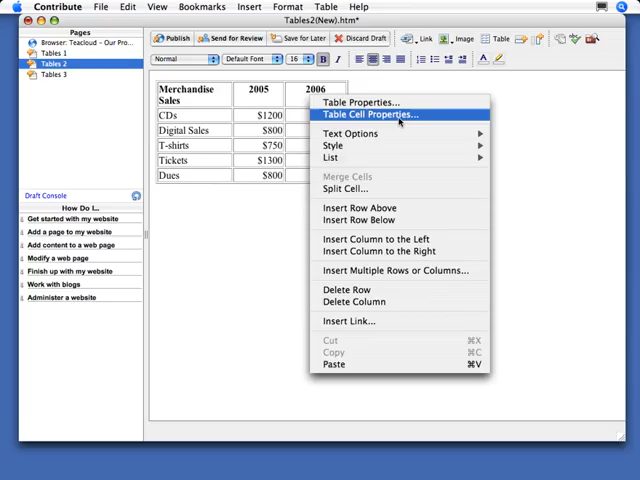 Contribute File Edit View Bookmarks Insert Format Table Help
Tables2(New).htm*
Pages
Browser: Teacloud - Our Pro...
Tables 1
Tables 2
Tables 3
Publish Send for Review Save for Later Discard Draft Link Image Table
Normal Default Font 16 B I
Merchandise Sales 2005 2006
CDs $1200
Digital Sales $800
T-shirts $750
Tickets $1300
Dues $800
Table Properties...
Table Cell Properties...
Text Options
Style
List
Merge Cells
Split Cell...
Insert Row Above
Insert Row Below
Insert Column to the Left
Insert Column to the Right
Insert Multiple Rows or Columns...
Delete Row
Delete Column
Insert Link...
Cut ⌘X
Copy ⌘C
Paste ⌘V
Draft Console
How Do I...
Get started with my website
Add a page to my website
Add content to a web page
Modify a web page
Finish up with my website
Work with blogs
Administer a website